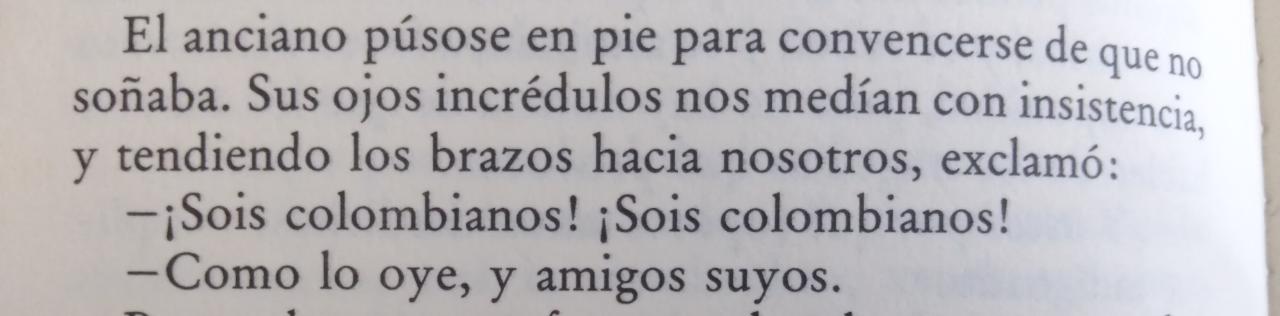 El anciano púsose en pie para convencerse de que no
soñaba. Sus ojos incrédulos nos medían con insistencia,
y tendiendo los brazos hacia nosotros, exclamó:
—¡Sois colombianos! ¡Sois colombianos!
—Como lo oye, y amigos suyos.